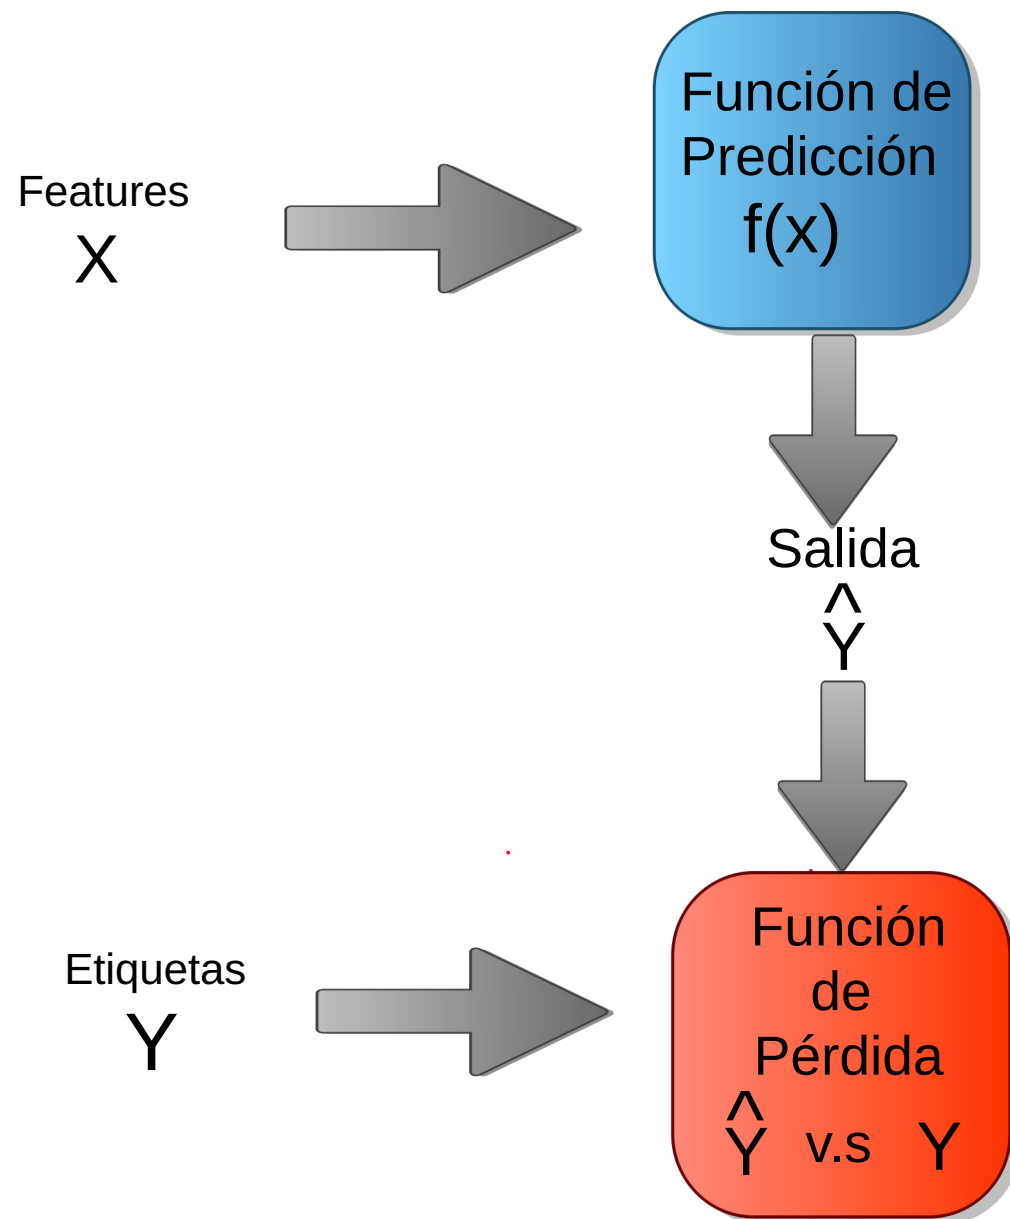 Función de
Predicción
f(x)
Features
X
Salida
^
Y
Etiquetas
Y
Función
de
Pérdida
^
Y v.s Y